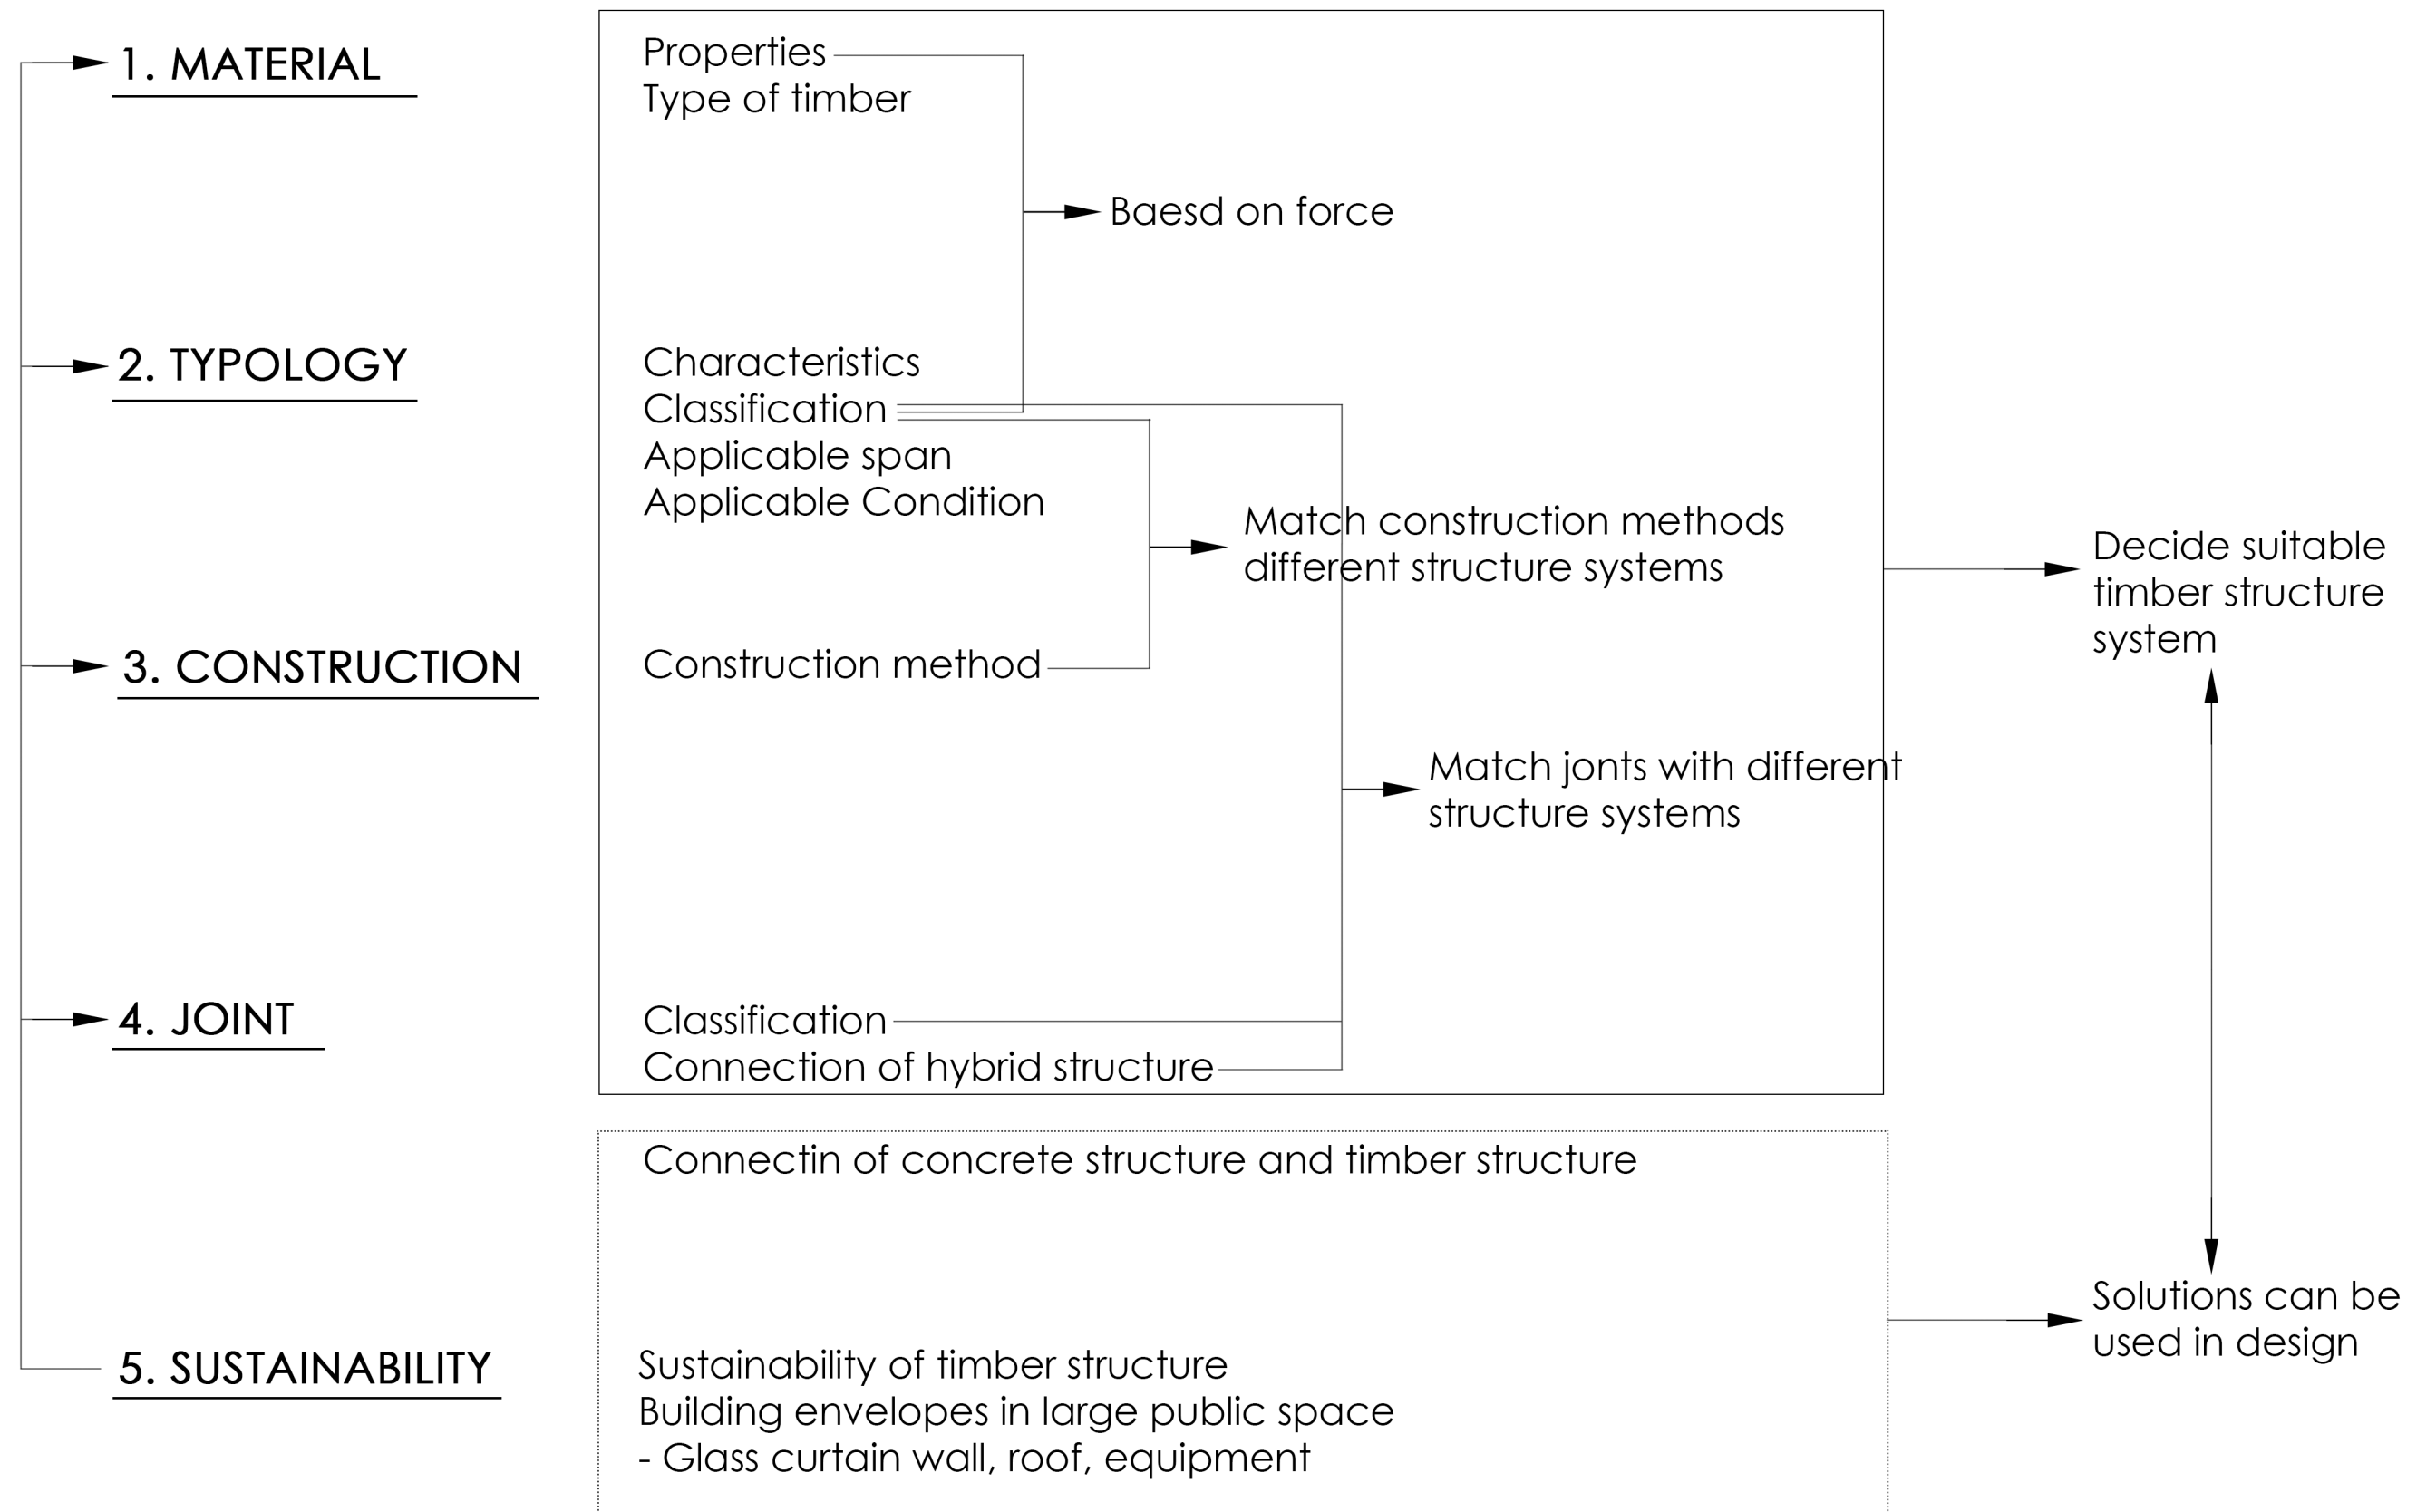 1. MATERIAL
Properties
Type of timber
Baesd on force
2. TYPOLOGY
Characteristics
Classification
Applicable span
Applicable Condition
Match construction methods
different structure systems
Decide suitable
timber structure
system
3. CONSTRUCTION
Construction method
Match jonts with different
structure systems
4. JOINT
Classification
Connection of hybrid structure
Connectin of concrete structure and timber structure
Solutions can be
used in design
5. SUSTAINABILITY
Sustainability of timber structure
Building envelopes in large public space
- Glass curtain wall, roof, equipment